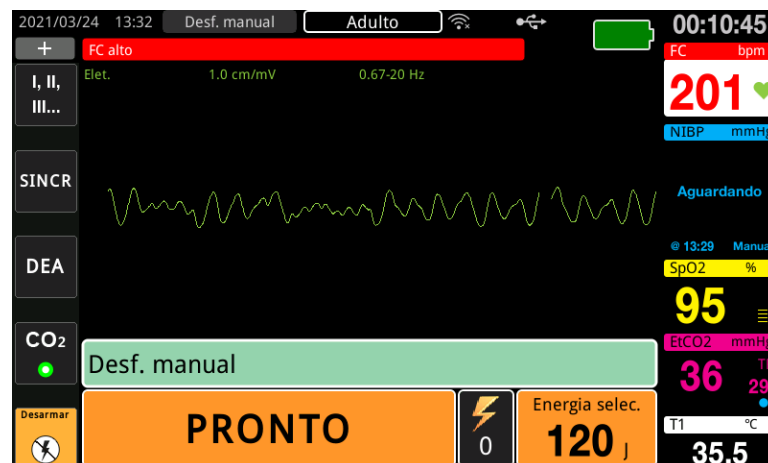 2021/03/24 13:32 Desf. manual Adulto 00:10:45
+ FC alto FC bpm
Elet. 1.0 cm/mV 0.67-20 Hz
I, II,
III...
201
NIBP mmHg
SINCR
Aguardando
@ 13:29 Manual
DEA
SpO2 %
95
CO2
EtCO2 mmHg
Desf. manual
36
29
Desarmar
PRONTO
0
Energia selec.
120 J
T1 °C
35.5